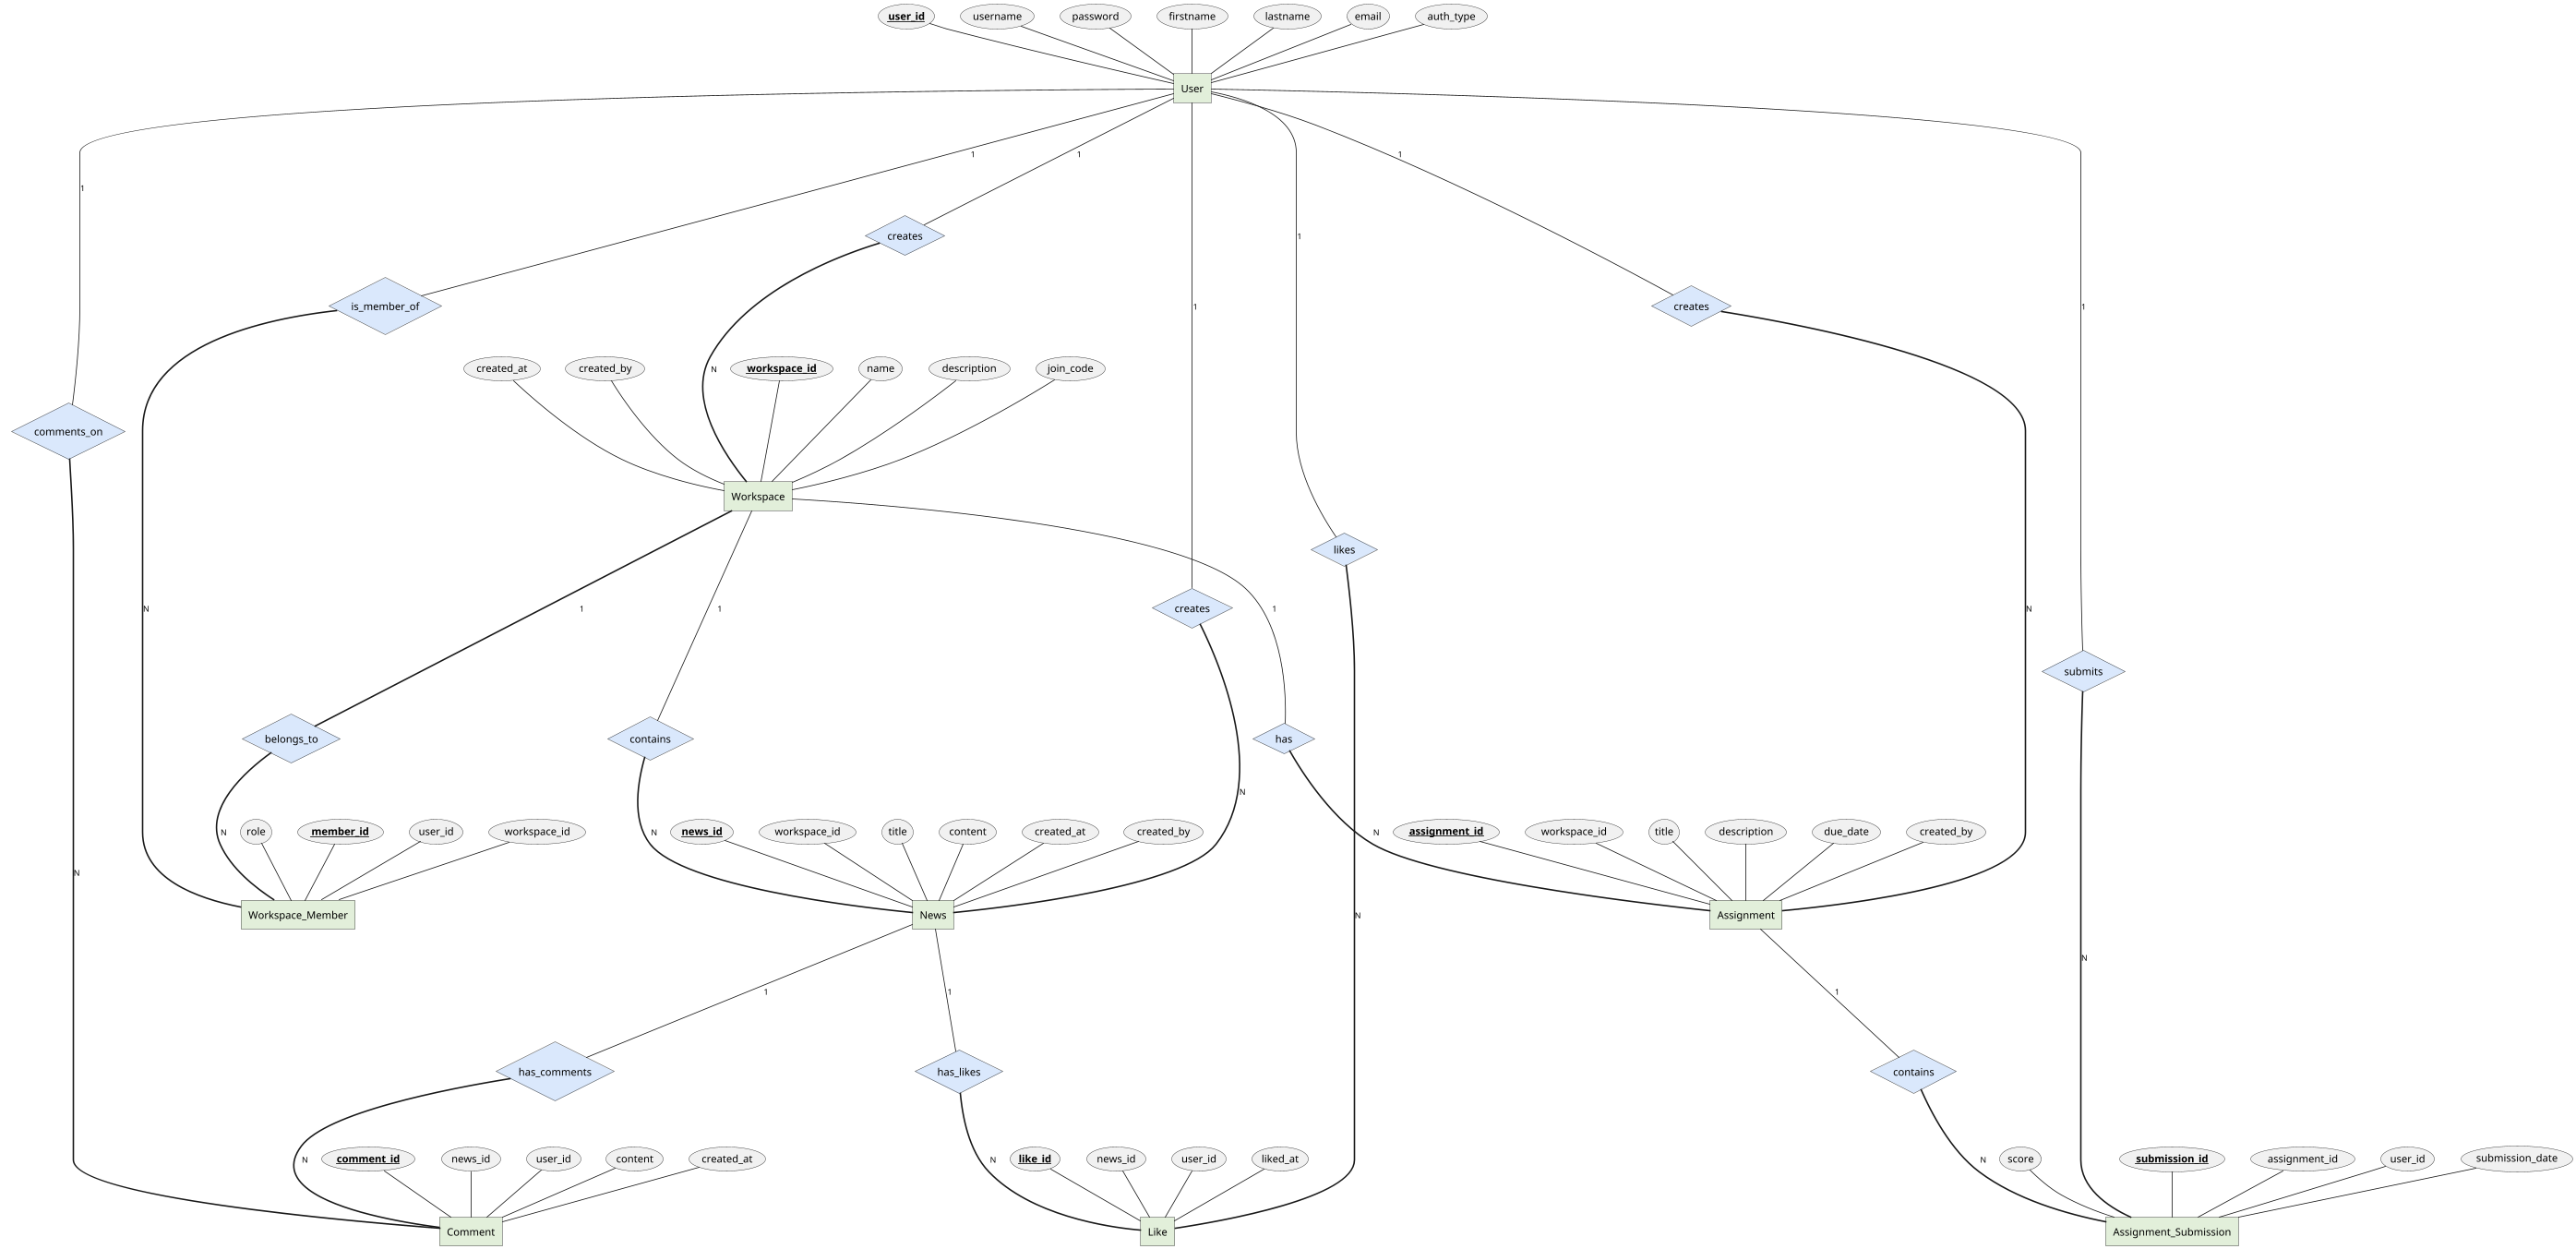 user_id
username
password
firstname
lastname
email
auth_type
User
1
1
1
1
1
1
1
creates
is_member_of
creates
created_at
created_by
workspace_id
name
description
join_code
N
comments_on
Workspace
likes
creates
N
1
1
1
N
submits
belongs_to
contains
has
N
role
member_id
user_id
workspace_id
N
N
news_id
workspace_id
title
content
created_at
created_by
N
assignment_id
workspace_id
title
description
due_date
created_by
N
Workspace_Member
News
N
Assignment
N
1
1
1
has_comments
has_likes
contains
N
comment_id
news_id
user_id
content
created_at
N
like_id
news_id
user_id
liked_at
N
score
submission_id
assignment_id
user_id
submission_date
Comment
Like
Assignment_Submission